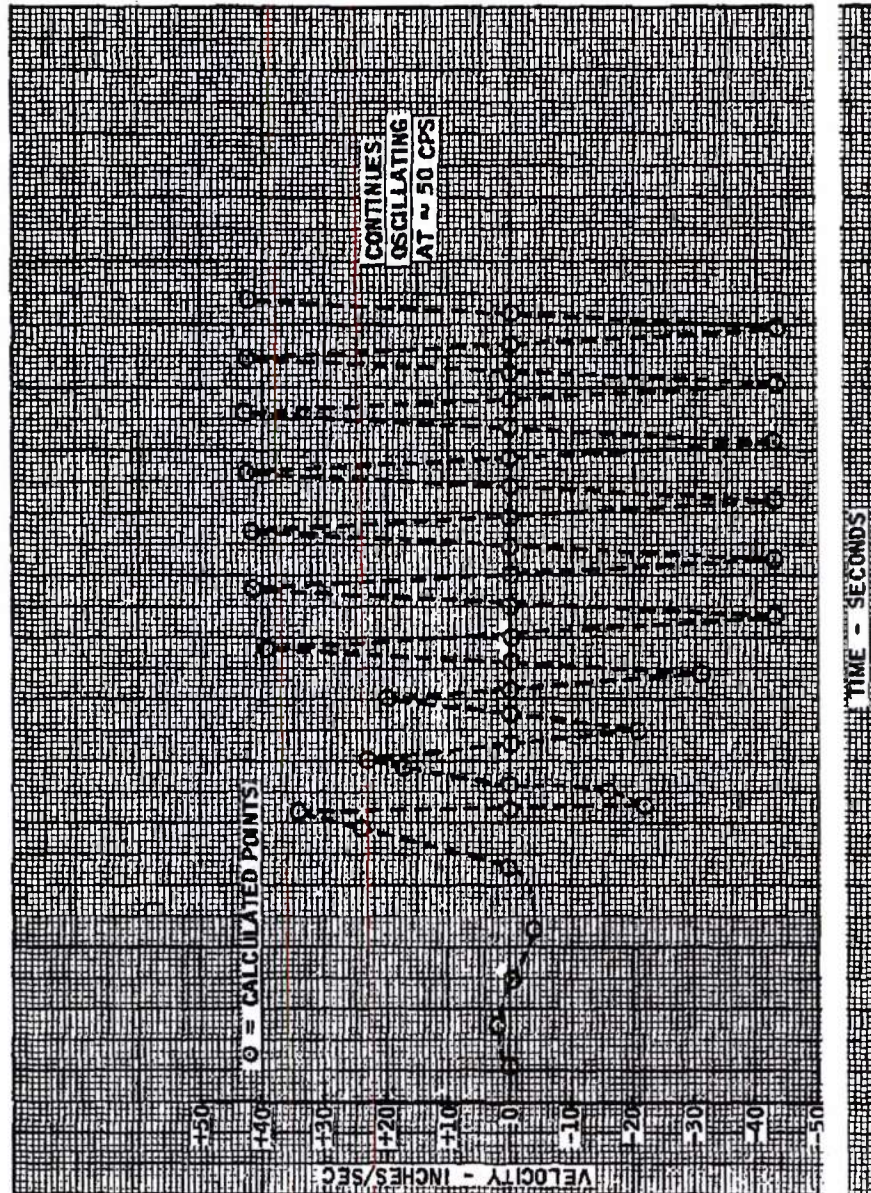 ⊙ = CALCULATED POINTS
CONTINUES
OSCILLATING
AT ~ 50 CPS
VELOCITY - INCHES/SEC
+50
+40
+30
+20
+10
0
-10
-20
-30
-40
-50
TIME - SECONDS